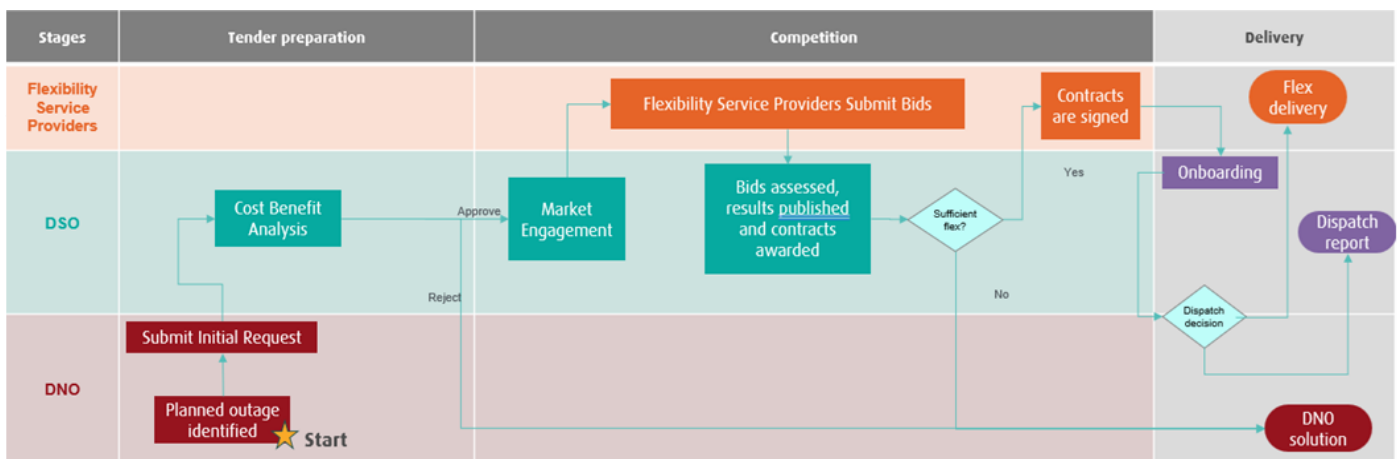 Stages
Tender preparation
Competition
Delivery
Flexibility
Service
Providers
Flexibility Service Providers Submit Bids
Contracts
are signed
Flex
delivery
DSO
Cost Benefit
Analysis
Approve
Reject
Market
Engagement
Bids assessed,
results published
and contracts
awarded
Sufficient
flex?
Yes
No
Onboarding
Dispatch
report
Dispatch
decision
DNO
Submit Initial Request
Planned outage
identified
Start
DNO
solution